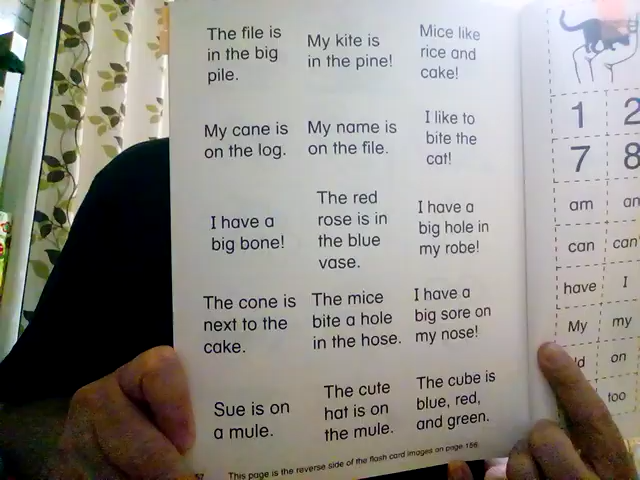 The file is
in the big
pile.
My kite is
in the pine!
Mice like
rice and
cake!
My cane is
on the log.
My name is
on the file.
I like to
bite the
cat!
I have a
big bone!
The red
rose is in
the blue
vase.
I have a
big hole in
my robe!
The cone is
next to the
cake.
The mice
bite a hole
in the hose.
I have a
big sore on
my nose!
Sue is on
a mule.
The cute
hat is on
the mule.
The cube is
blue, red,
and green.
This page is the reverse side of the flash card images on page 156.
1 2
7 8
am an
can can'
have I
My my
on
too